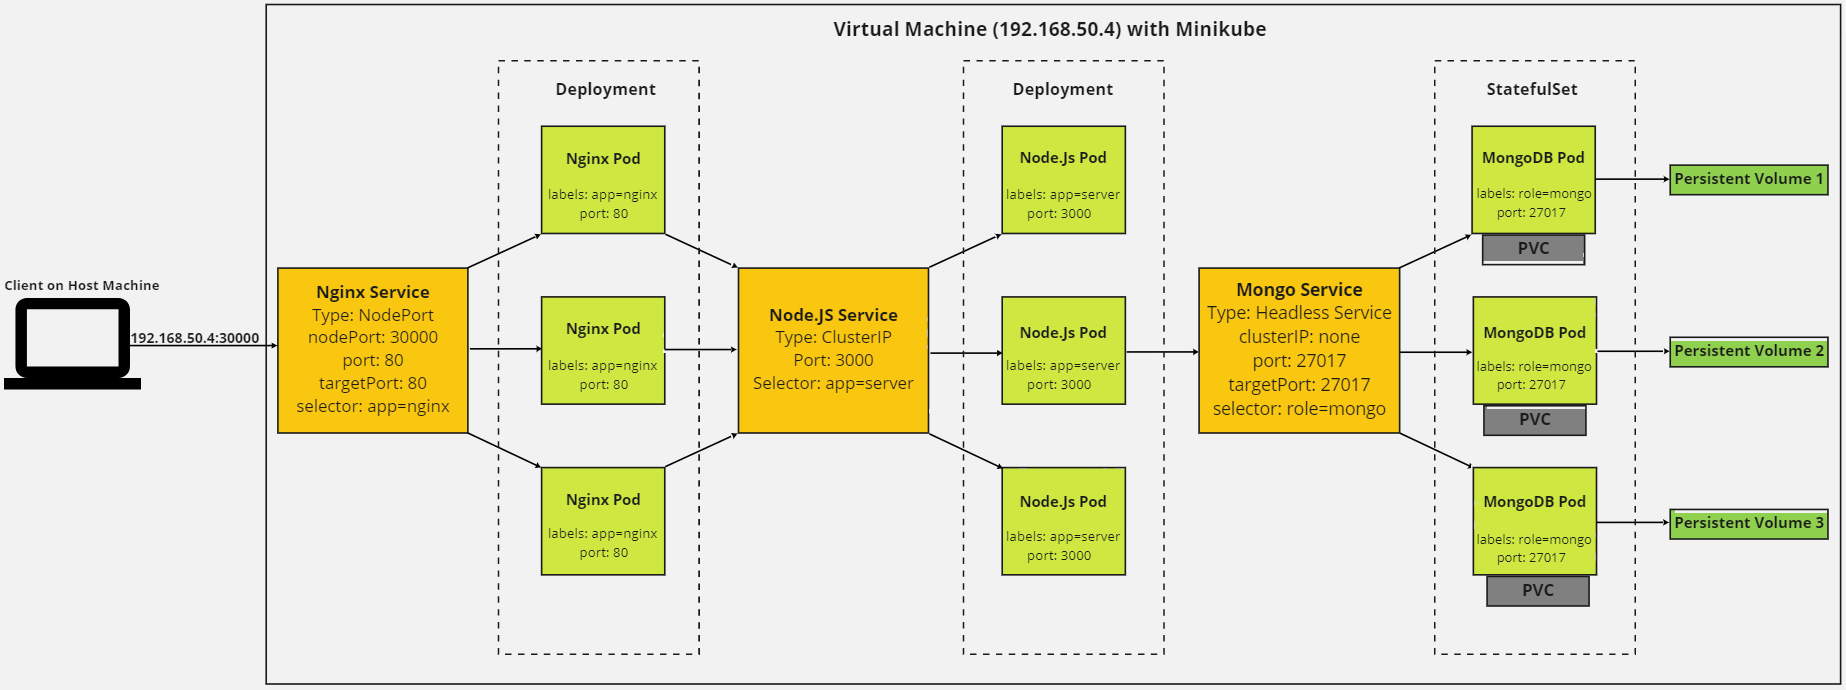 Virtual Machine (192.168.50.4) with Minikube
Client on Host Machine
192.168.50.4:30000
Nginx Service
Type: NodePort
nodePort: 30000
port: 80
targetPort: 80
selector: app=nginx
Deployment
Nginx Pod
labels: app=nginx
port: 80
Nginx Pod
labels: app=nginx
port: 80
Nginx Pod
labels: app=nginx
port: 80
Node.JS Service
Type: ClusterIP
Port: 3000
Selector: app=server
Deployment
Node.Js Pod
labels: app=server
port: 3000
Node.Js Pod
labels: app=server
port: 3000
Node.Js Pod
labels: app=server
port: 3000
Mongo Service
Type: Headless Service
clusterIP: none
port: 27017
targetPort: 27017
selector: role=mongo
StatefulSet
MongoDB Pod
labels: role=mongo
port: 27017
PVC
MongoDB Pod
labels: role=mongo
port: 27017
PVC
MongoDB Pod
labels: role=mongo
port: 27017
PVC
Persistent Volume 1
Persistent Volume 2
Persistent Volume 3